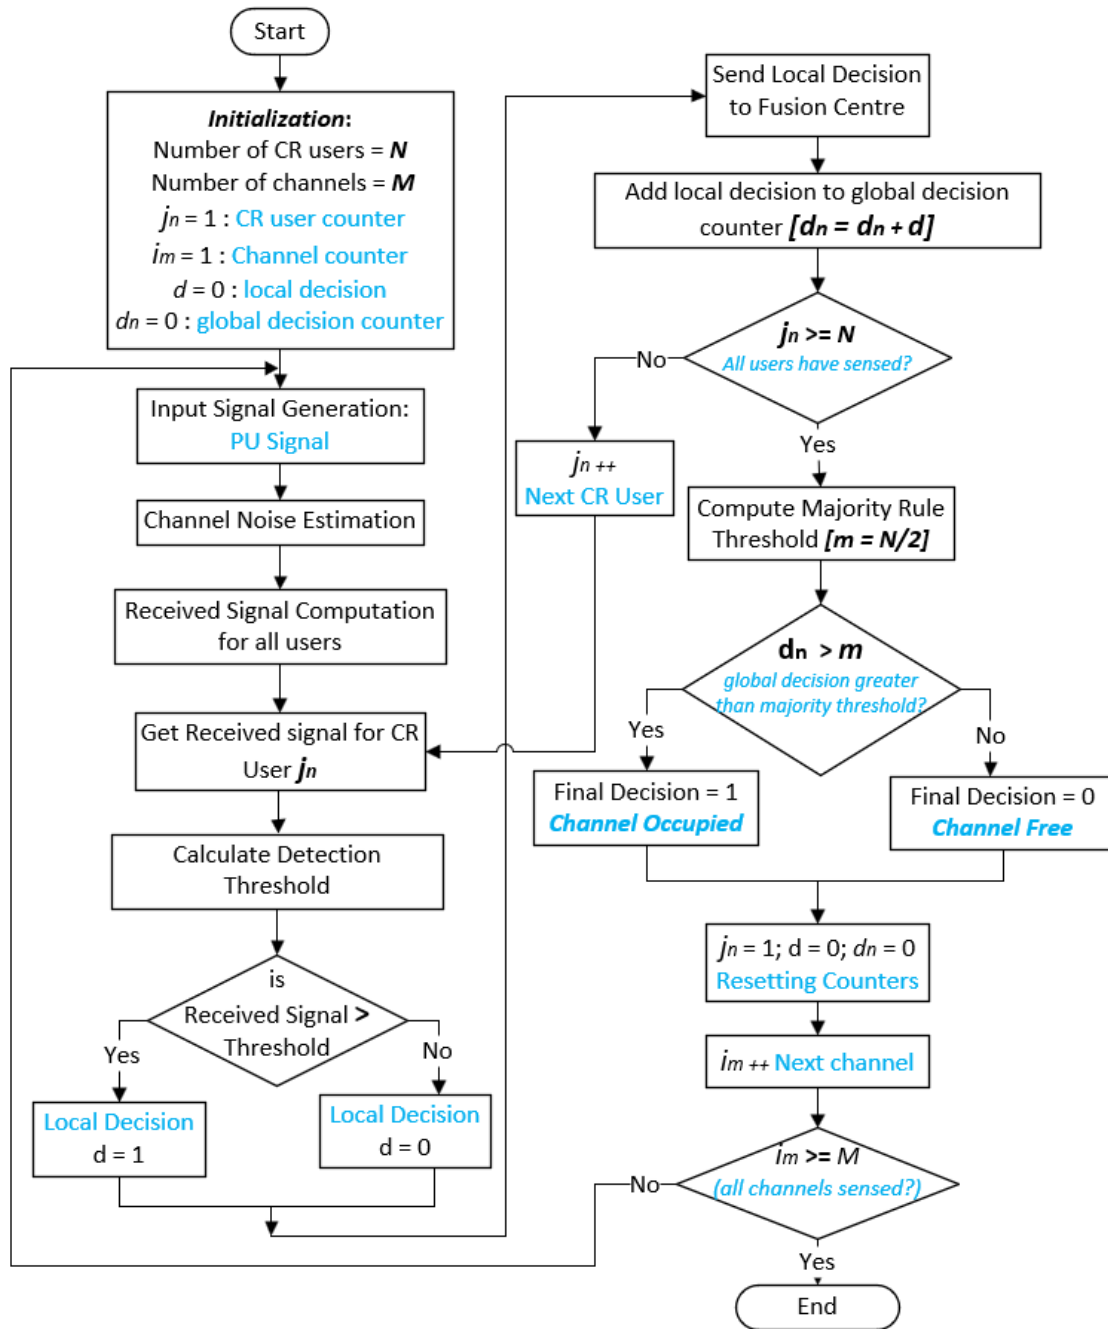 Start
Initialization:
Number of CR users = N
Number of channels = M
jn = 1 : CR user counter
im = 1 : Channel counter
d = 0 : local decision
dn = 0 : global decision counter
Input Signal Generation:
PU Signal
Channel Noise Estimation
Received Signal Computation
for all users
Get Received signal for CR
User jn
Calculate Detection
Threshold
is
Received Signal >
Threshold
Yes
No
Local Decision
d = 1
Local Decision
d = 0
Send Local Decision
to Fusion Centre
Add local decision to global decision
counter [dn = dn + d]
jn >= N
All users have sensed?
No
Yes
jn ++
Next CR User
Compute Majority Rule
Threshold [m = N/2]
dn > m
global decision greater
than majority threshold?
Yes
No
Final Decision = 1
Channel Occupied
Final Decision = 0
Channel Free
jn = 1; d = 0; dn = 0
Resetting Counters
im ++ Next channel
im >= M
(all channels sensed?)
No
Yes
End